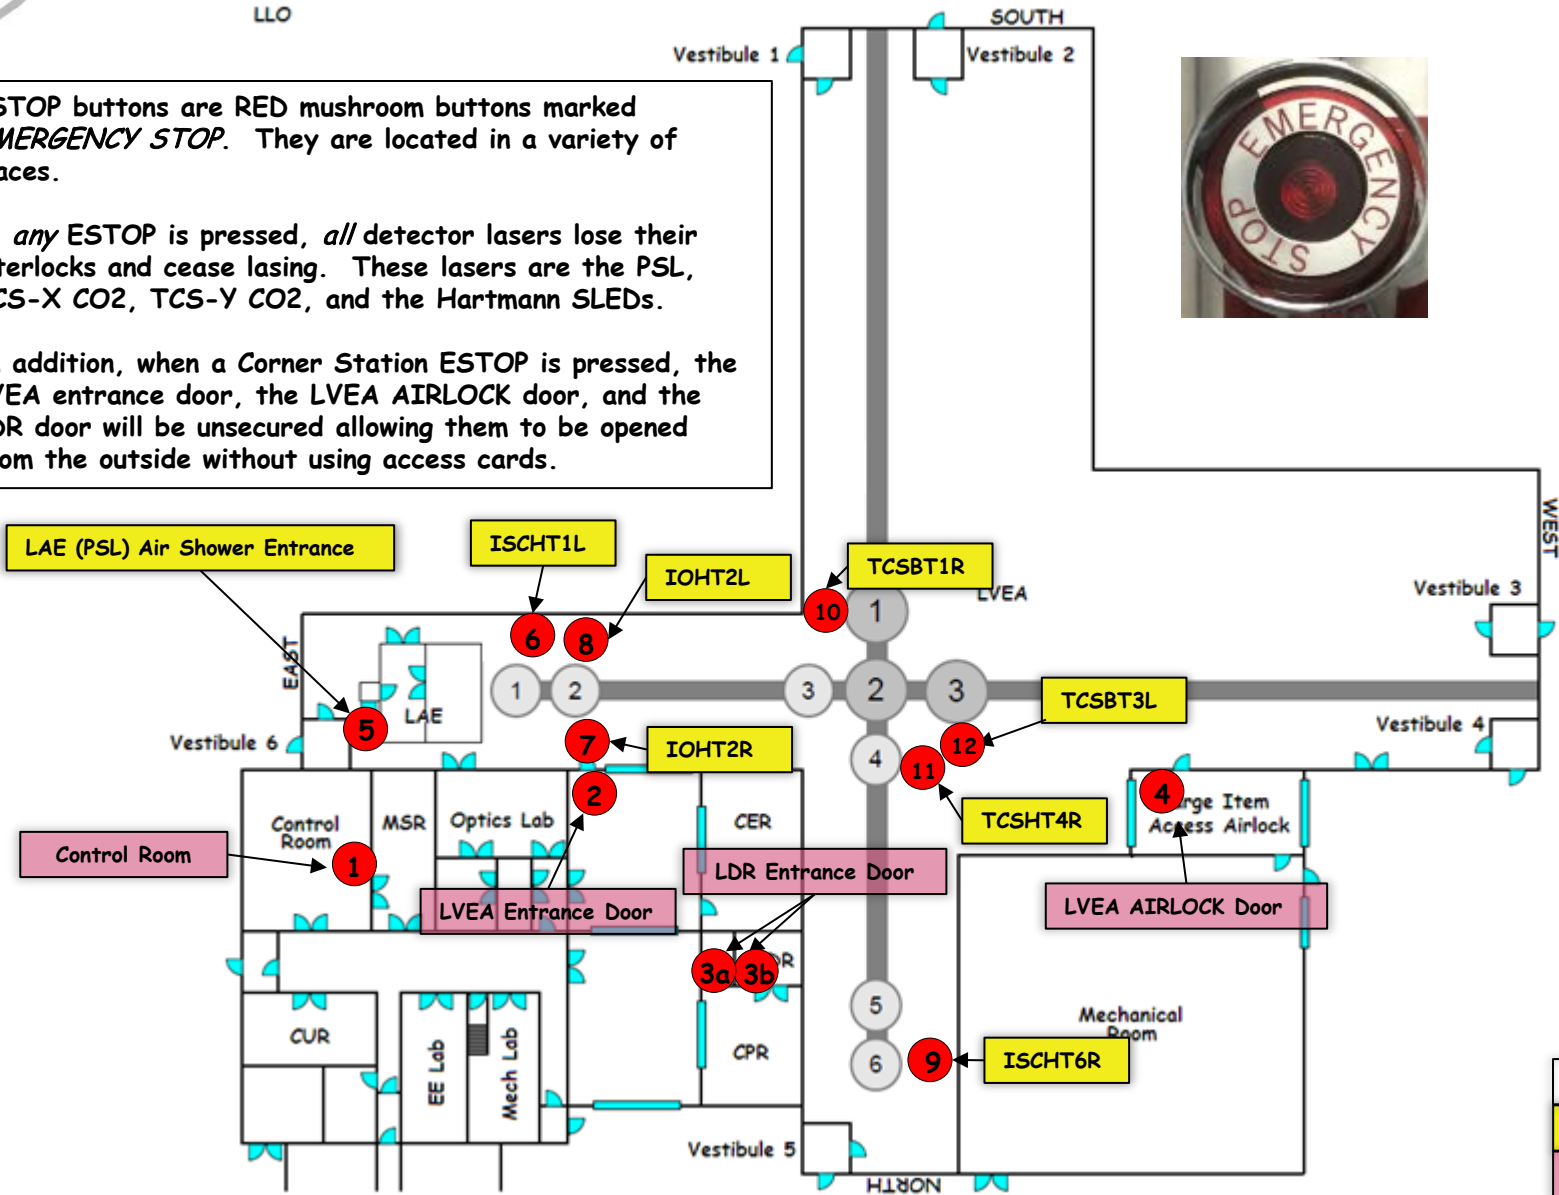 LLO
SOUTH
Vestibule 1
Vestibule 2
STOP buttons are RED mushroom buttons marked
MERGENCY STOP. They are located in a variety of
aces.
any ESTOP is pressed, all detector lasers lose their
terlocks and cease lasing. These lasers are the PSL,
CS-X CO2, TCS-Y CO2, and the Hartmann SLEDs.
addition, when a Corner Station ESTOP is pressed, the
VEA entrance door, the LVEA AIRLOCK door, and the
DR door will be unsecured allowing them to be opened
om the outside without using access cards.
EMERGENCY STOP
WEST
LAE (PSL) Air Shower Entrance
ISCHT1L
IOHT2L
TCSBT1R
LVEA
Vestibule 3
10
1
6
8
EAST
1
2
3
2
3
TCSBT3L
LAE
5
Vestibule 6
7
IOHT2R
12
Vestibule 4
4
11
2
4
arge Item
Access Airlock
Control
Room
MSR
Optics Lab
CER
TCSHT4R
Control Room
1
LDR Entrance Door
LVEA Entrance Door
LVEA AIRLOCK Door
3a
3b
DR
5
Mechanical
Room
CUR
EE Lab
Mech Lab
CPR
6
9
ISCHT6R
Vestibule 5
NORTH